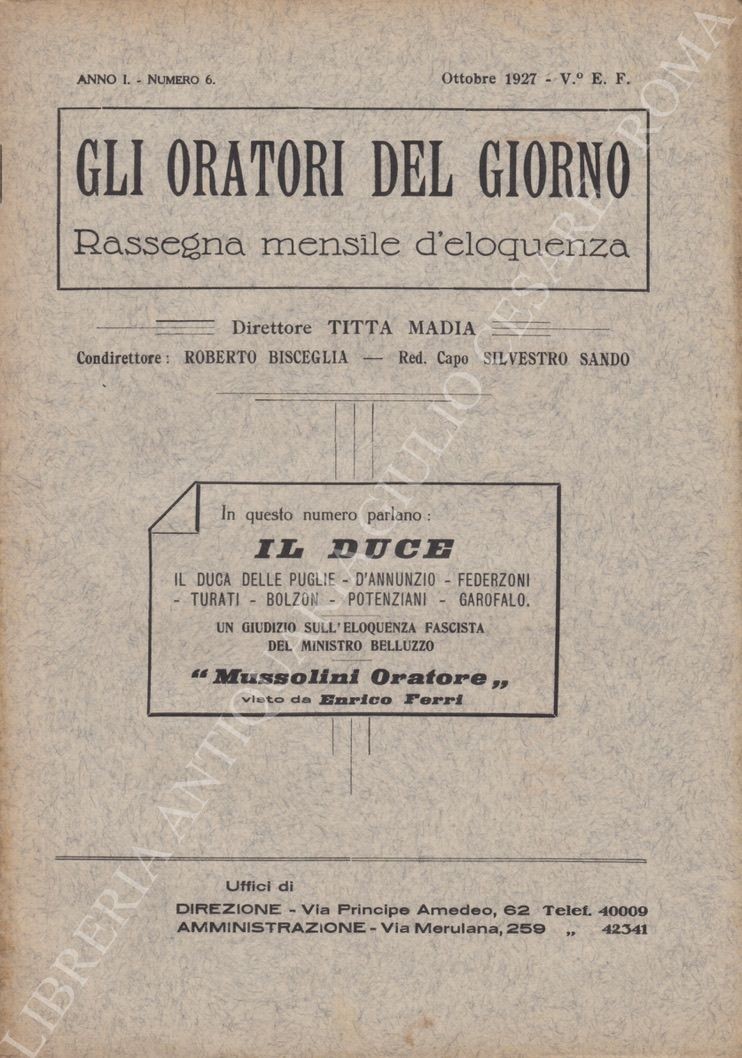 ANNO I. - NUMERO 6.
Ottobre 1927 - V.° E. F.
GLI ORATORI DEL GIORNO
Rassegna mensile d'eloquenza
Direttore TITTA MADIA
Condirettore : ROBERTO BISCEGLIA — Red. Capo SILVESTRO SANDO
In questo numero parlano :
IL DUCE
IL DUCA DELLE PUGLIE - D'ANNUNZIO - FEDERZONI
- TURATI - BOLZON - POTENZIANI - GAROFALO.
UN GIUDIZIO SULL'ELOQUENZA FASCISTA
DEL MINISTRO BELLUZZO
“Mussolini Oratore„
visto da Enrico Ferri
Uffici di
DIREZIONE - Via Principe Amedeo, 62 Telef. 40009
AMMINISTRAZIONE - Via Merulana, 259 „ 42341
LIBRERIA ANTIQUARIA GIULIO CESARE ROMA